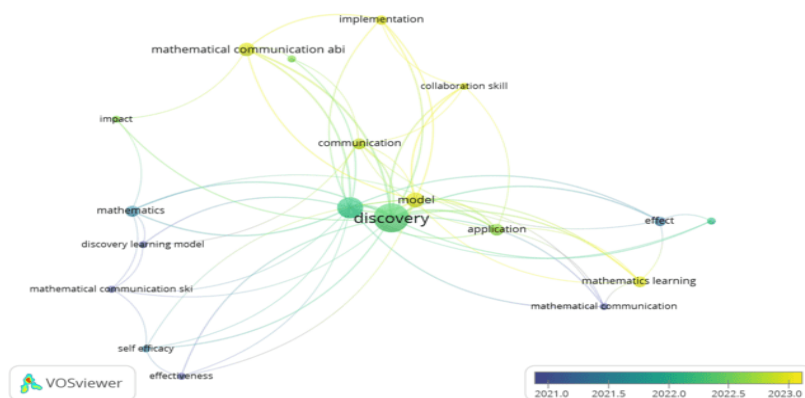 implementation
mathematical communication abi
collaboration skill
impact
communication
model
mathematics
discovery
effect
application
discovery learning model
mathematics learning
mathematical communication ski
mathematical communication
self efficacy
effectiveness
VOSviewer
2021.0 2021.5 2022.0 2022.5 2023.0